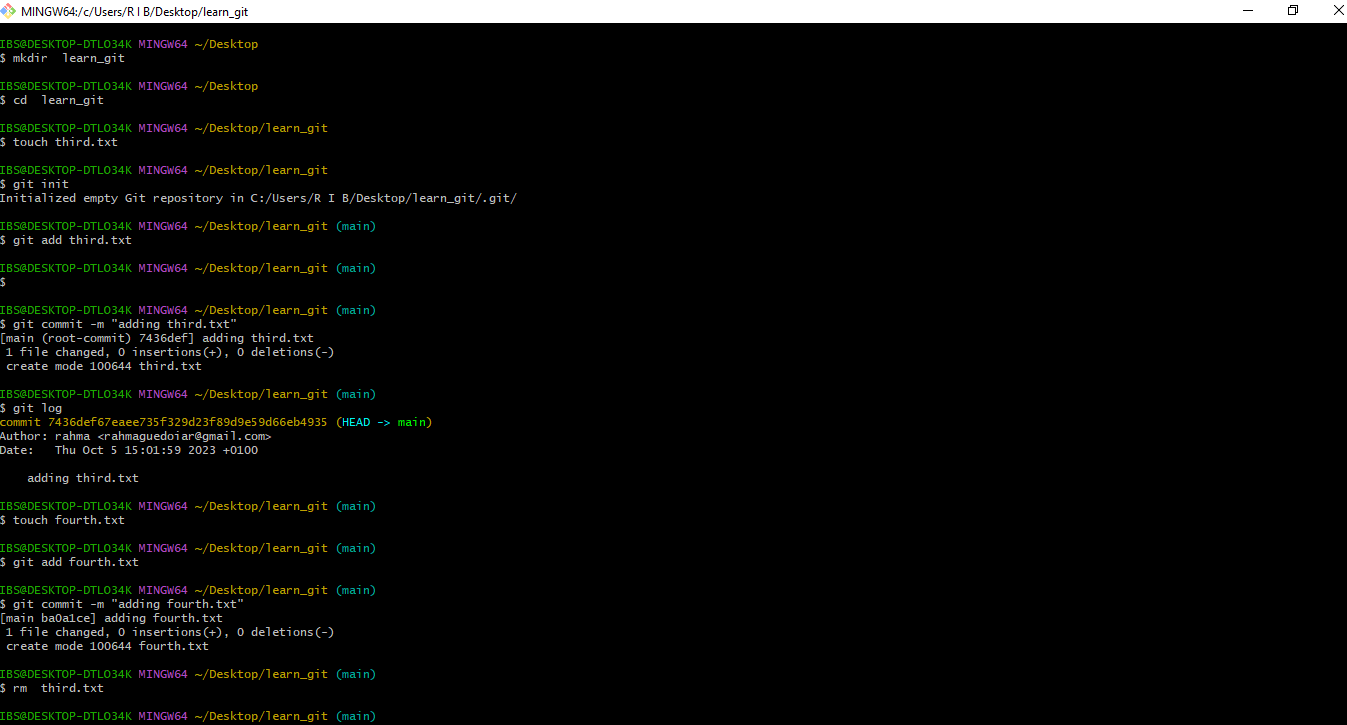 MINGW64:/c/Users/R I B/Desktop/learn_git
IBS@DESKTOP-DTLO34K MINGW64 ~/Desktop
$ mkdir  learn_git
IBS@DESKTOP-DTLO34K MINGW64 ~/Desktop
$ cd  learn_git
IBS@DESKTOP-DTLO34K MINGW64 ~/Desktop/learn_git
$ touch third.txt
IBS@DESKTOP-DTLO34K MINGW64 ~/Desktop/learn_git
$ git init
Initialized empty Git repository in C:/Users/R I B/Desktop/learn_git/.git/
IBS@DESKTOP-DTLO34K MINGW64 ~/Desktop/learn_git (main)
$ git add third.txt
IBS@DESKTOP-DTLO34K MINGW64 ~/Desktop/learn_git (main)
$
IBS@DESKTOP-DTLO34K MINGW64 ~/Desktop/learn_git (main)
$ git commit -m "adding third.txt"
[main (root-commit) 7436def] adding third.txt
 1 file changed, 0 insertions(+), 0 deletions(-)
 create mode 100644 third.txt
IBS@DESKTOP-DTLO34K MINGW64 ~/Desktop/learn_git (main)
$ git log
commit 7436def67eaee735f329d23f89d9e59d66eb4935 (HEAD -> main)
Author: rahma <rahmaguedoiar@gmail.com>
Date:   Thu Oct 5 15:01:59 2023 +0100
    adding third.txt
IBS@DESKTOP-DTLO34K MINGW64 ~/Desktop/learn_git (main)
$ touch fourth.txt
IBS@DESKTOP-DTLO34K MINGW64 ~/Desktop/learn_git (main)
$ git add fourth.txt
IBS@DESKTOP-DTLO34K MINGW64 ~/Desktop/learn_git (main)
$ git commit -m "adding fourth.txt"
[main ba0a1ce] adding fourth.txt
 1 file changed, 0 insertions(+), 0 deletions(-)
 create mode 100644 fourth.txt
IBS@DESKTOP-DTLO34K MINGW64 ~/Desktop/learn_git (main)
$ rm  third.txt
IBS@DESKTOP-DTLO34K MINGW64 ~/Desktop/learn_git (main)